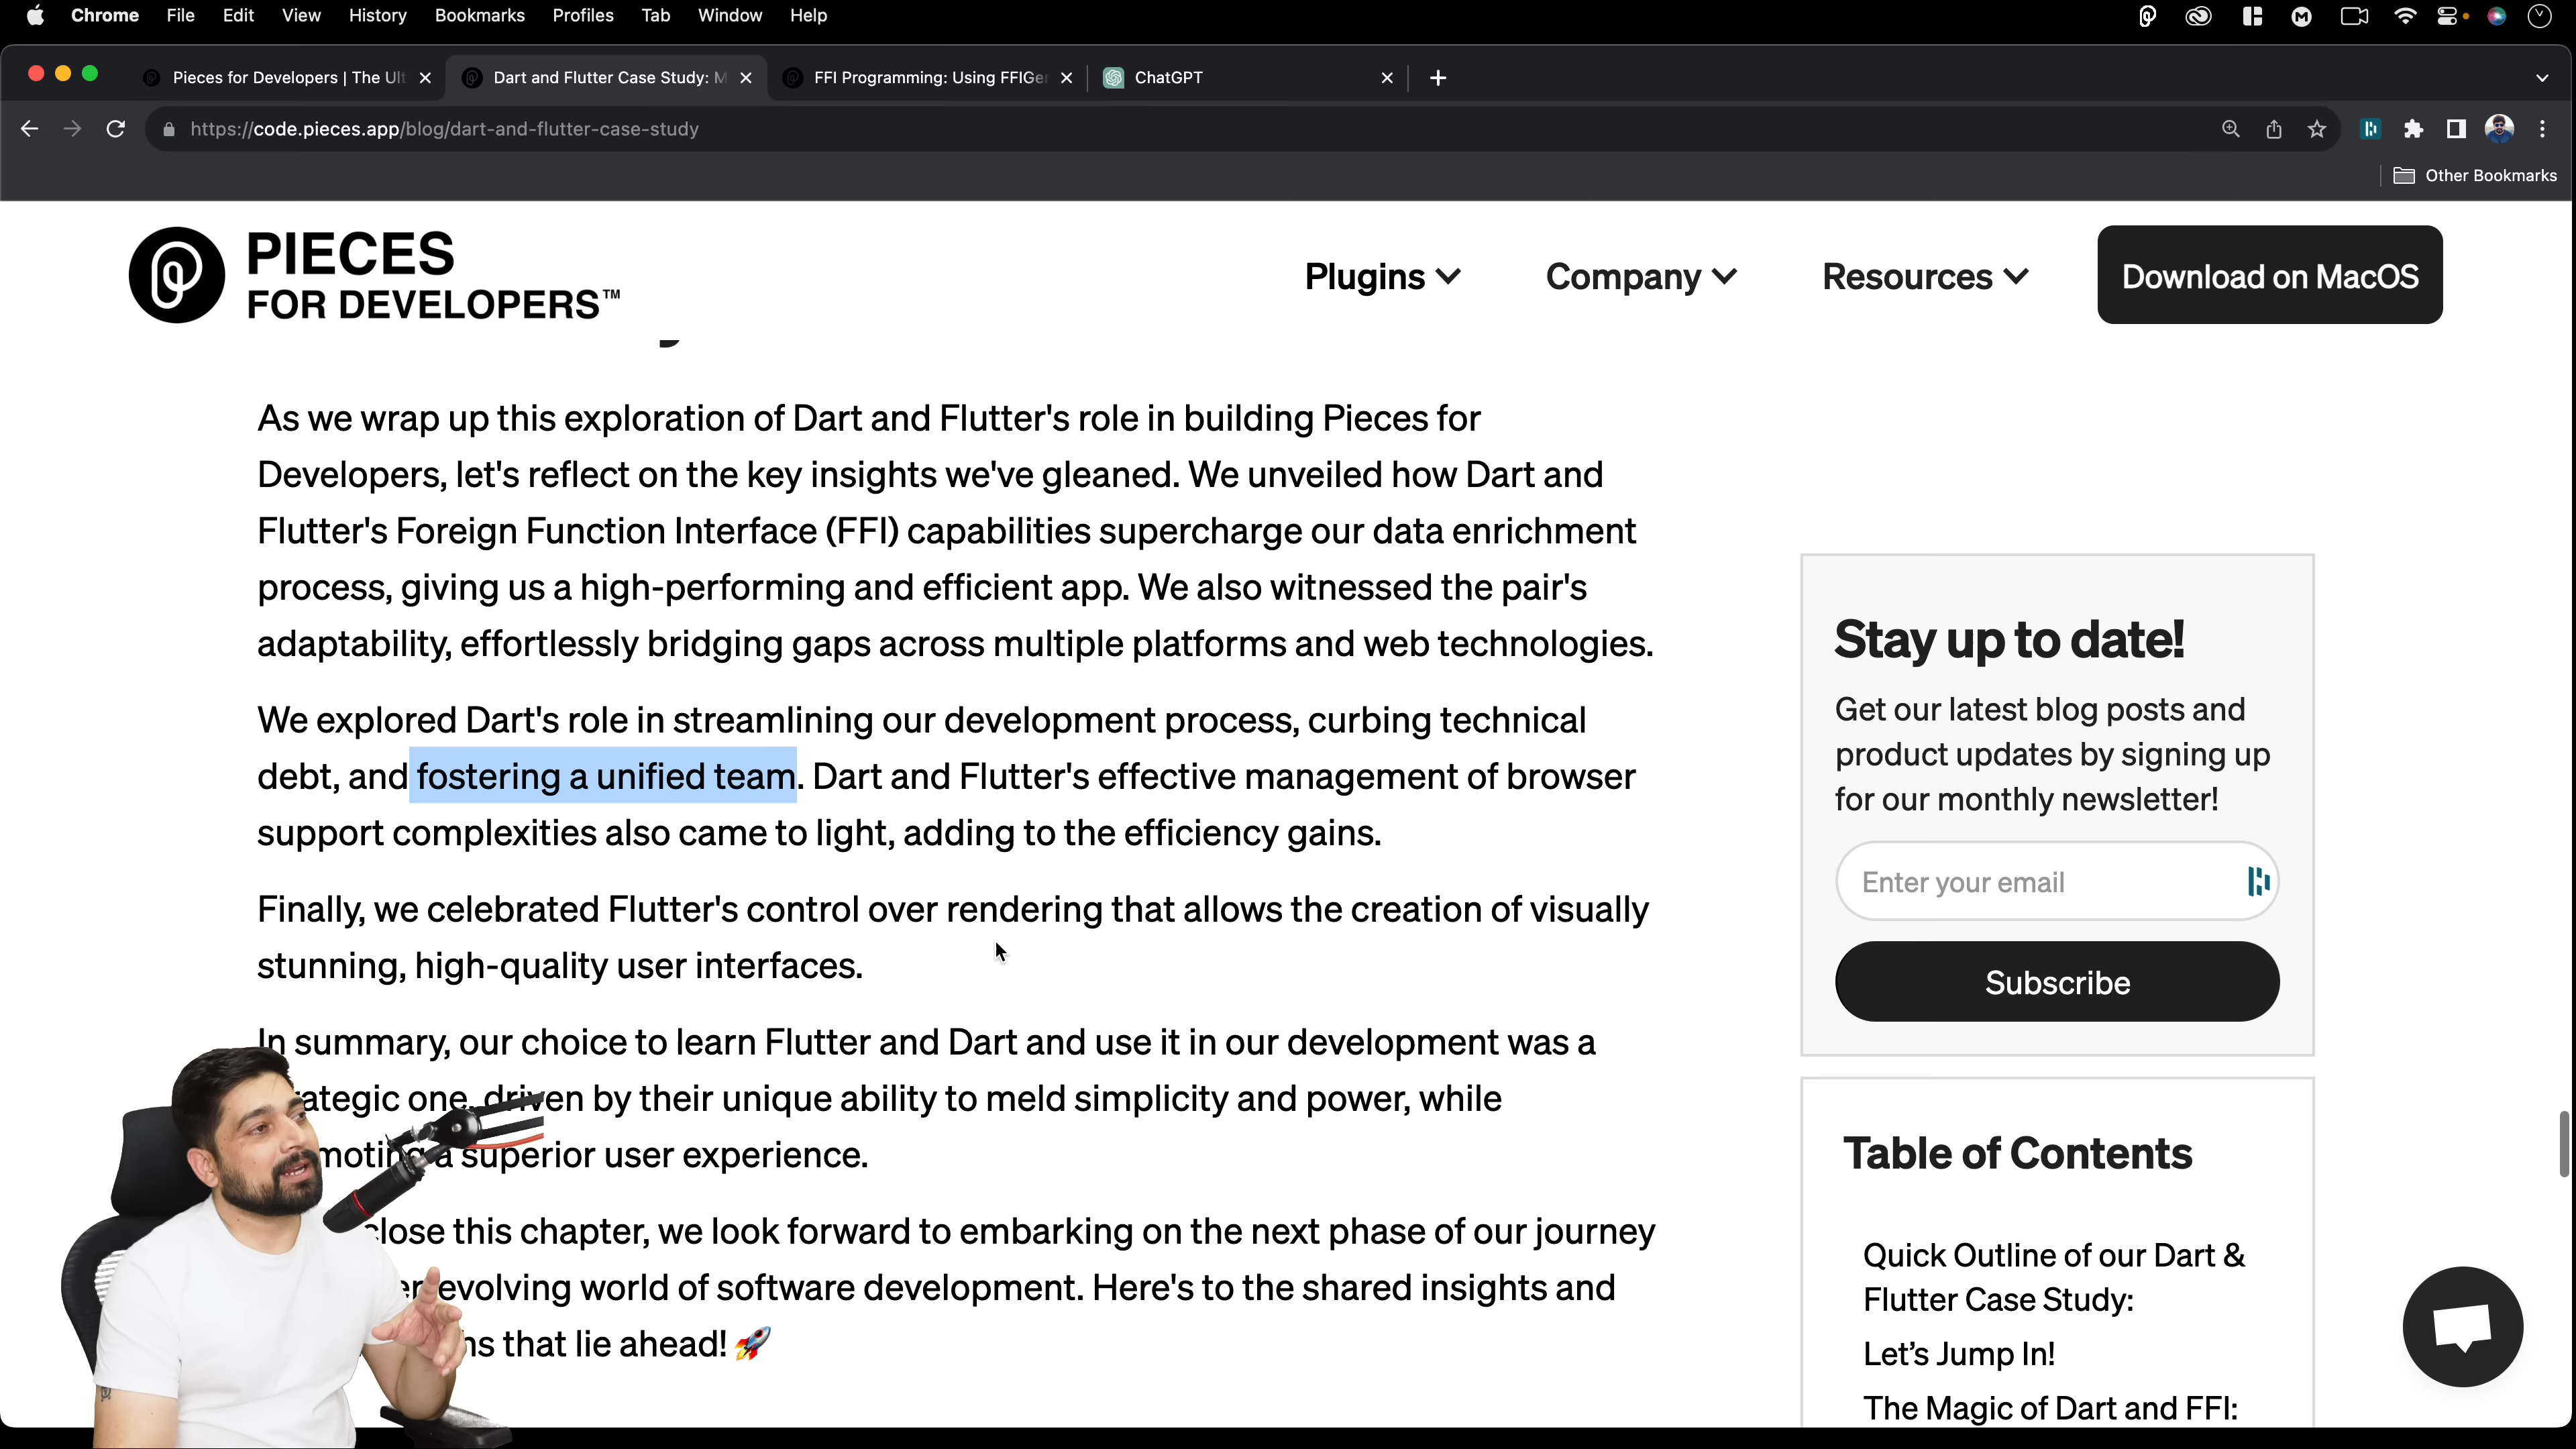 Chrome File Edit View History Bookmarks Profiles Tab Window Help
Pieces for Developers | The Ult
Dart and Flutter Case Study: M
FFI Programming: Using FFIGe
ChatGPT
https://code.pieces.app/blog/dart-and-flutter-case-study
Other Bookmarks
PIECES
FOR DEVELOPERS™
Plugins
Company
Resources
Download on MacOS
As we wrap up this exploration of Dart and Flutter's role in building Pieces for
Developers, let's reflect on the key insights we've gleaned. We unveiled how Dart and
Flutter's Foreign Function Interface (FFI) capabilities supercharge our data enrichment
process, giving us a high-performing and efficient app. We also witnessed the pair's
adaptability, effortlessly bridging gaps across multiple platforms and web technologies.
We explored Dart's role in streamlining our development process, curbing technical
debt, and fostering a unified team. Dart and Flutter's effective management of browser
support complexities also came to light, adding to the efficiency gains.
Finally, we celebrated Flutter's control over rendering that allows the creation of visually
stunning, high-quality user interfaces.
In summary, our choice to learn Flutter and Dart and use it in our development was a
rategic one, driven by their unique ability to meld simplicity and power, while
moting a superior user experience.
close this chapter, we look forward to embarking on the next phase of our journey
er-evolving world of software development. Here's to the shared insights and
ns that lie ahead! 🚀
Stay up to date!
Get our latest blog posts and
product updates by signing up
for our monthly newsletter!
Enter your email
Subscribe
Table of Contents
Quick Outline of our Dart &
Flutter Case Study:
Let's Jump In!
The Magic of Dart and FFI: